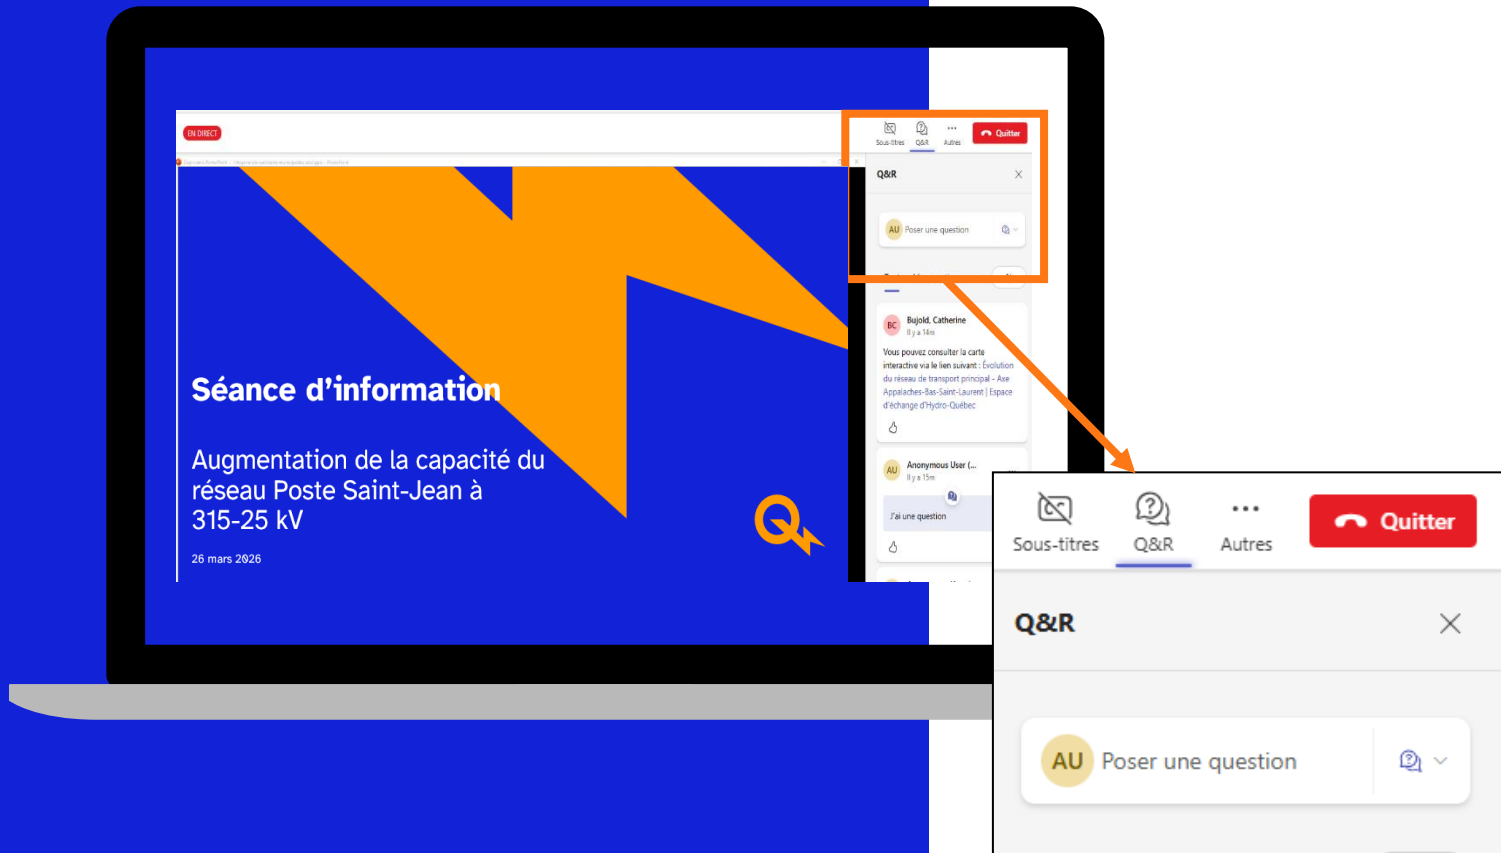 EN DIRECT
Sous-titres
Q&R
Autres
Quitter
Q&R
AU
Poser une question
BC
Bujold, Catherine
Il y a 14m
Vous pouvez consulter la carte
interactive via le lien suivant : Évolution
du réseau de transport principal - Axe
Appalaches-Bas-Saint-Laurent | Espace
d'échange d'Hydro-Québec
AU
Anonymous User (...
Il y a 15m
J'ai une question
Séance d'information
Augmentation de la capacité du
réseau Poste Saint-Jean à
315-25 kV
26 mars 2026
Sous-titres
Q&R
Autres
Quitter
Q&R
AU
Poser une question